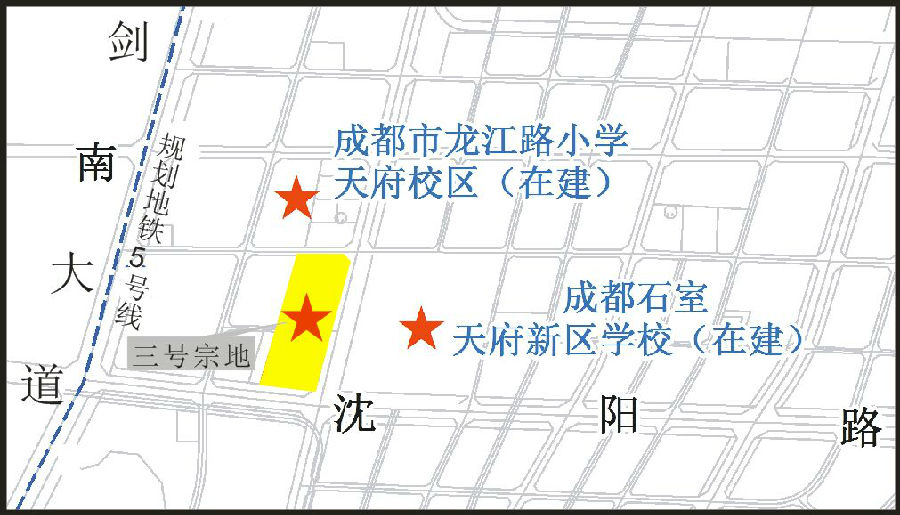 剑南大道
规划地铁5号线
成都市龙江路小学
天府校区（在建）
成都石室
天府新区学校（在建）
三号宗地
沈阳路